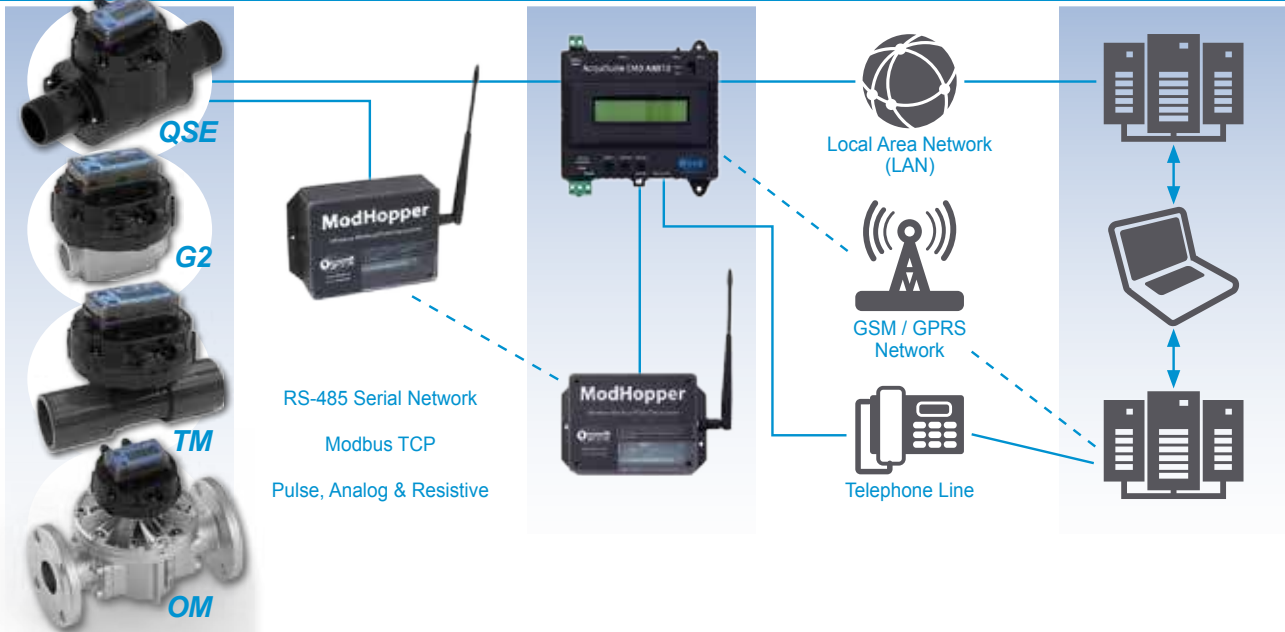 QSE
G2
TM
OM
ModHopper
RS-485 Serial Network
Modbus TCP
Pulse, Analog & Resistive
ModHopper
Local Area Network
(LAN)
GSM / GPRS
Network
Telephone Line